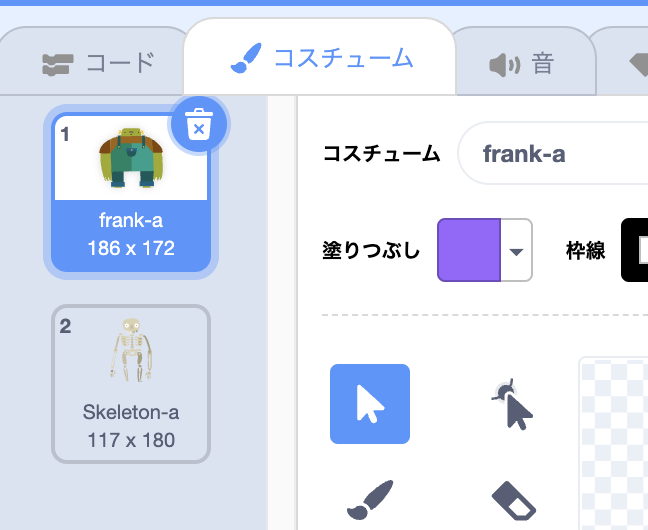 コード
コスチューム
音
1
frank-a
186 x 172
2
Skeleton-a
117 x 180
コスチューム
frank-a
塗りつぶし
枠線